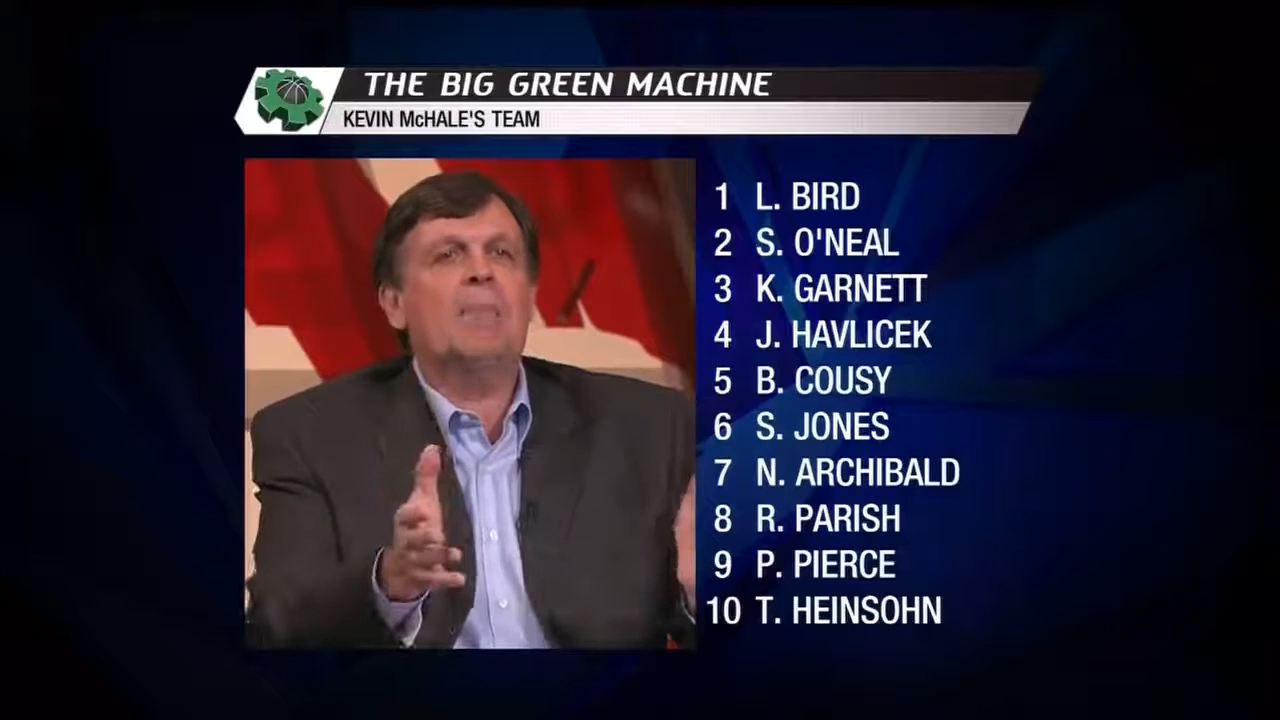 THE BIG GREEN MACHINE
KEVIN McHALE'S TEAM
1 L. BIRD
2 S. O'NEAL
3 K. GARNETT
4 J. HAVLICEK
5 B. COUSY
6 S. JONES
7 N. ARCHIBALD
8 R. PARISH
9 P. PIERCE
10 T. HEINSOHN